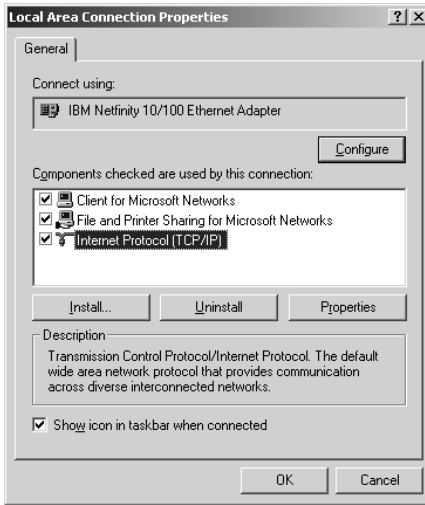 Local Area Connection Properties
General
Connect using:
IBM Netfinity 10/100 Ethernet Adapter
Configure
Components checked are used by this connection:
Client for Microsoft Networks
File and Printer Sharing for Microsoft Networks
Internet Protocol (TCP/IP)
Install... Uninstall Properties
Description
Transmission Control Protocol/Internet Protocol. The default
wide area network protocol that provides communication
across diverse interconnected networks.
Show icon in taskbar when connected
OK Cancel